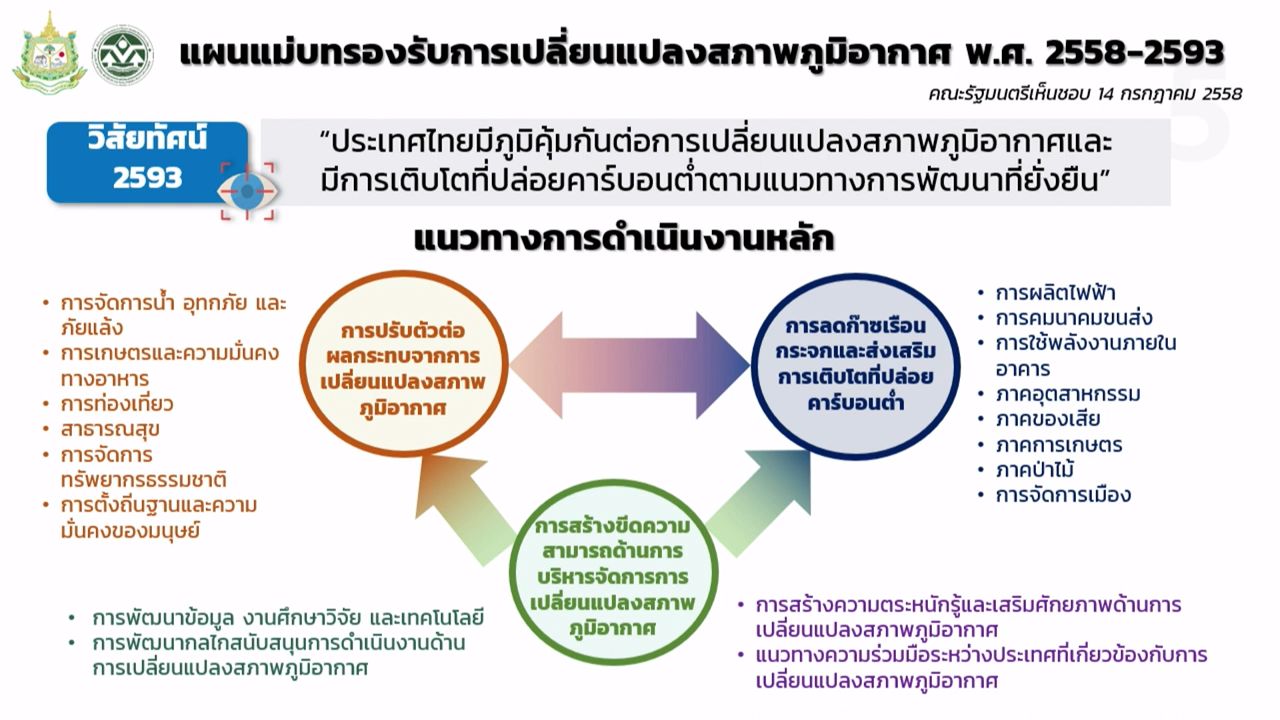 แผนแม่บทรองรับการเปลี่ยนแปลงสภาพภูมิอากาศ พ.ศ. 2558-2593
คณะรัฐมนตรีเห็นชอบ 14 กรกฎาคม 2558
5
วิสัยทัศน์
2593
“ประเทศไทยมีภูมิคุ้มกันต่อการเปลี่ยนแปลงสภาพภูมิอากาศและ
มีการเติบโตที่ปล่อยคาร์บอนต่ำตามแนวทางการพัฒนาที่ยั่งยืน”
แนวทางการดำเนินงานหลัก
• การจัดการน้ำ อุทกภัย และ
ภัยแล้ง
• การเกษตรและความมั่นคง
ทางอาหาร
• การท่องเที่ยว
• สาธารณสุข
• การจัดการ
ทรัพยากรธรรมชาติ
• การตั้งถิ่นฐานและความ
มั่นคงของมนุษย์
การปรับตัวต่อ
ผลกระทบจากการ
เปลี่ยนแปลงสภาพ
ภูมิอากาศ
การลดก๊าซเรือน
กระจกและส่งเสริม
การเติบโตที่ปล่อย
คาร์บอนต่ำ
• การผลิตไฟฟ้า
• การคมนาคมขนส่ง
• การใช้พลังงานภายใน
อาคาร
• ภาคอุตสาหกรรม
• ภาคของเสีย
• ภาคการเกษตร
• ภาคป่าไม้
• การจัดการเมือง
การสร้างขีดความ
สามารถด้านการ
บริหารจัดการการ
เปลี่ยนแปลงสภาพ
ภูมิอากาศ
• การพัฒนาข้อมูล งานศึกษาวิจัย และเทคโนโลยี
• การพัฒนากลไกสนับสนุนการดำเนินงานด้าน
การเปลี่ยนแปลงสภาพภูมิอากาศ
• การสร้างความตระหนักรู้และเสริมศักยภาพด้านการ
เปลี่ยนแปลงสภาพภูมิอากาศ
• แนวทางความร่วมมือระหว่างประเทศที่เกี่ยวข้องกับการ
เปลี่ยนแปลงสภาพภูมิอากาศ